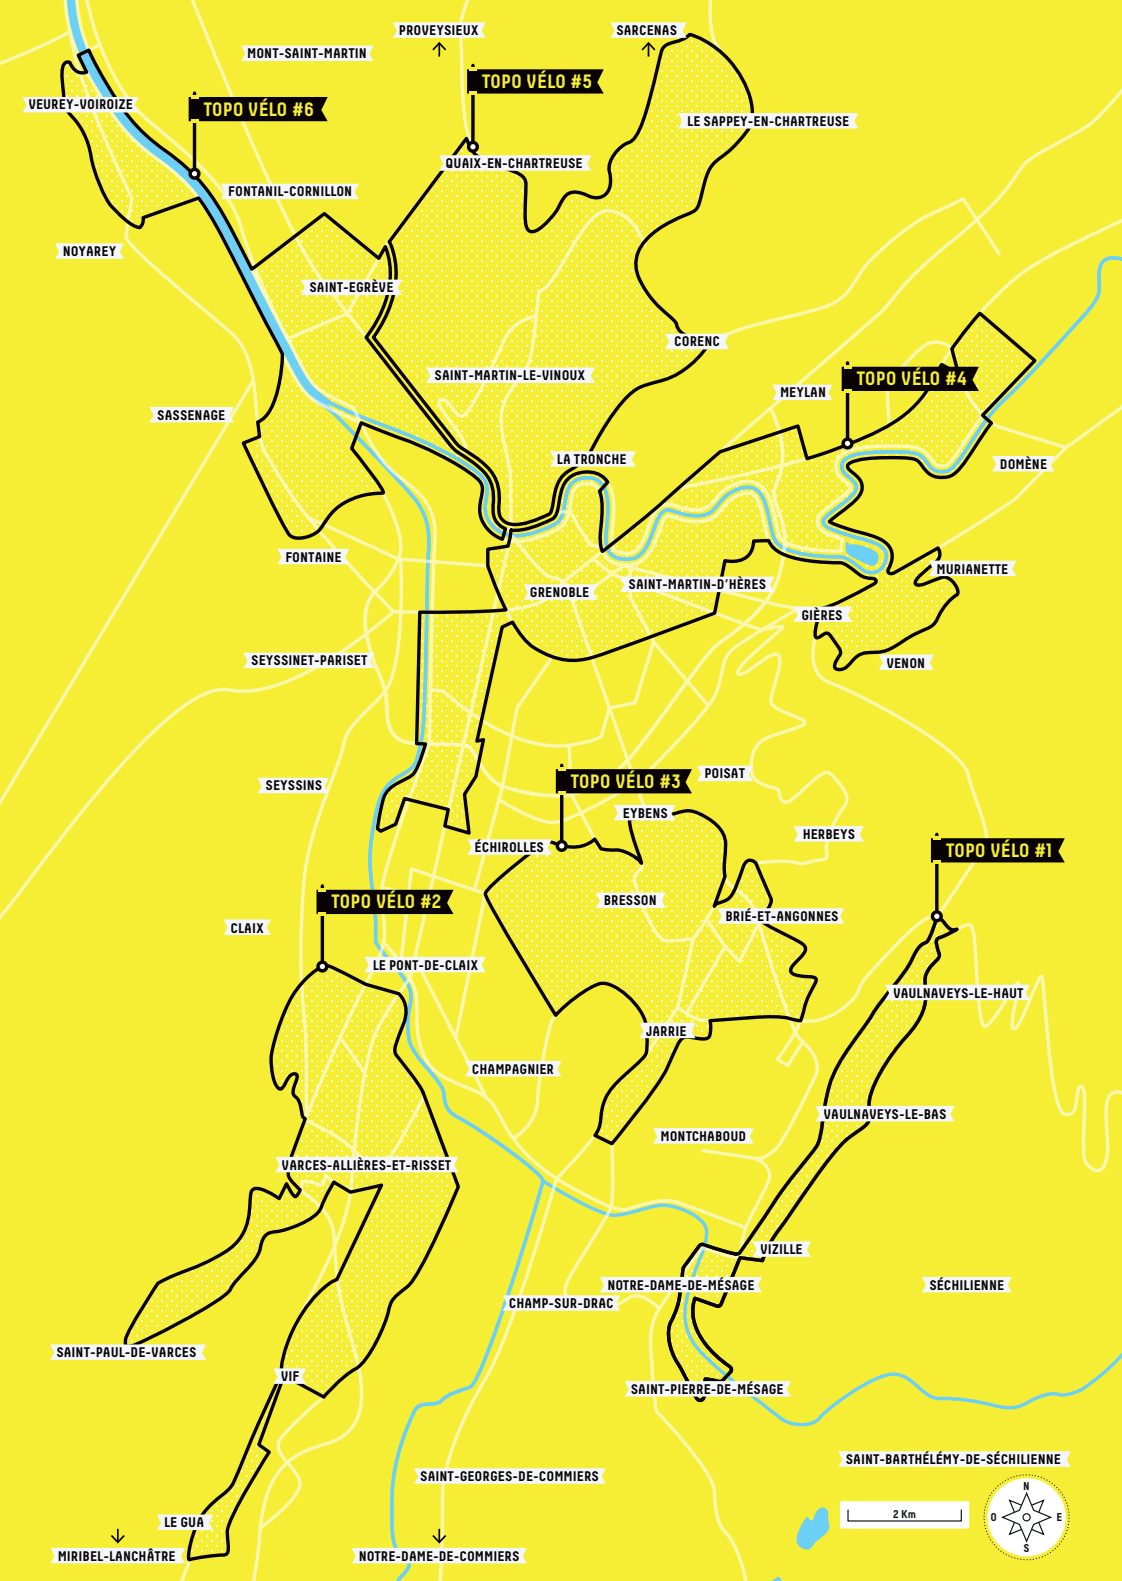 PROVEYSIEUX
SARCENAS
MONT-SAINT-MARTIN
TOPO VÉLO #5
VEUREY-VOIROIZE
TOPO VÉLO #6
LE SAPPEY-EN-CHARTREUSE
QUAIX-EN-CHARTREUSE
FONTANIL-CORNILLON
NOYAREY
SAINT-EGRÈVE
CORENC
SAINT-MARTIN-LE-VINOUX
TOPO VÉLO #4
MEYLAN
SASSENAGE
LA TRONCHE
DOMÈNE
FONTAINE
MURIANETTE
SAINT-MARTIN-D'HÈRES
GRENOBLE
GIÈRES
SEYSSINET-PARISET
VENON
POISAT
TOPO VÉLO #3
SEYSSINS
EYBENS
HERBEYS
ÉCHIROLLES
TOPO VÉLO #1
BRESSON
TOPO VÉLO #2
BRIÉ-ET-ANGONNES
CLAIX
LE PONT-DE-CLAIX
VAULNAVEYS-LE-HAUT
JARRIE
CHAMPAGNIER
VAULNAVEYS-LE-BAS
MONTCHABOUD
VARCES-ALLIÈRES-ET-RISSET
VIZILLE
NOTRE-DAME-DE-MÉSAGE
SÉCHILIENNE
CHAMP-SUR-DRAC
SAINT-PAUL-DE-VARCES
VIF
SAINT-PIERRE-DE-MÉSAGE
SAINT-BARTHÉLÉMY-DE-SÉCHILIENNE
SAINT-GEORGES-DE-COMMIERS
N
2 Km
O
E
LE GUA
S
MIRIBEL-LANCHÂTRE
NOTRE-DAME-DE-COMMIERS